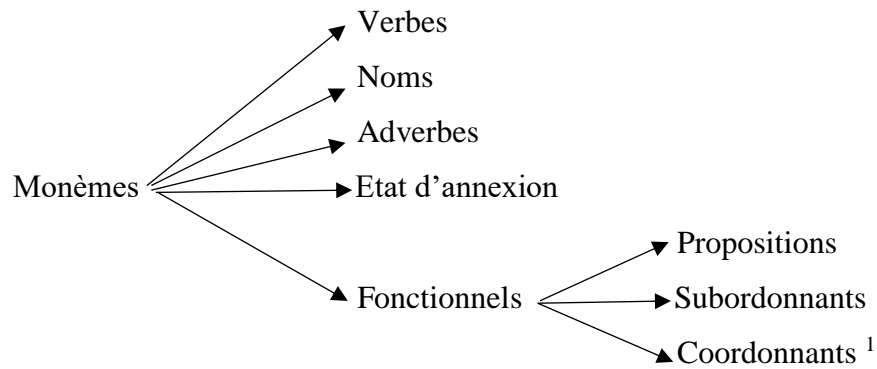 Verbes
Noms
Adverbes
Monèmes
Etat d’annexion
Propositions
Fonctionnels
Subordonnants
Coordonnants ¹